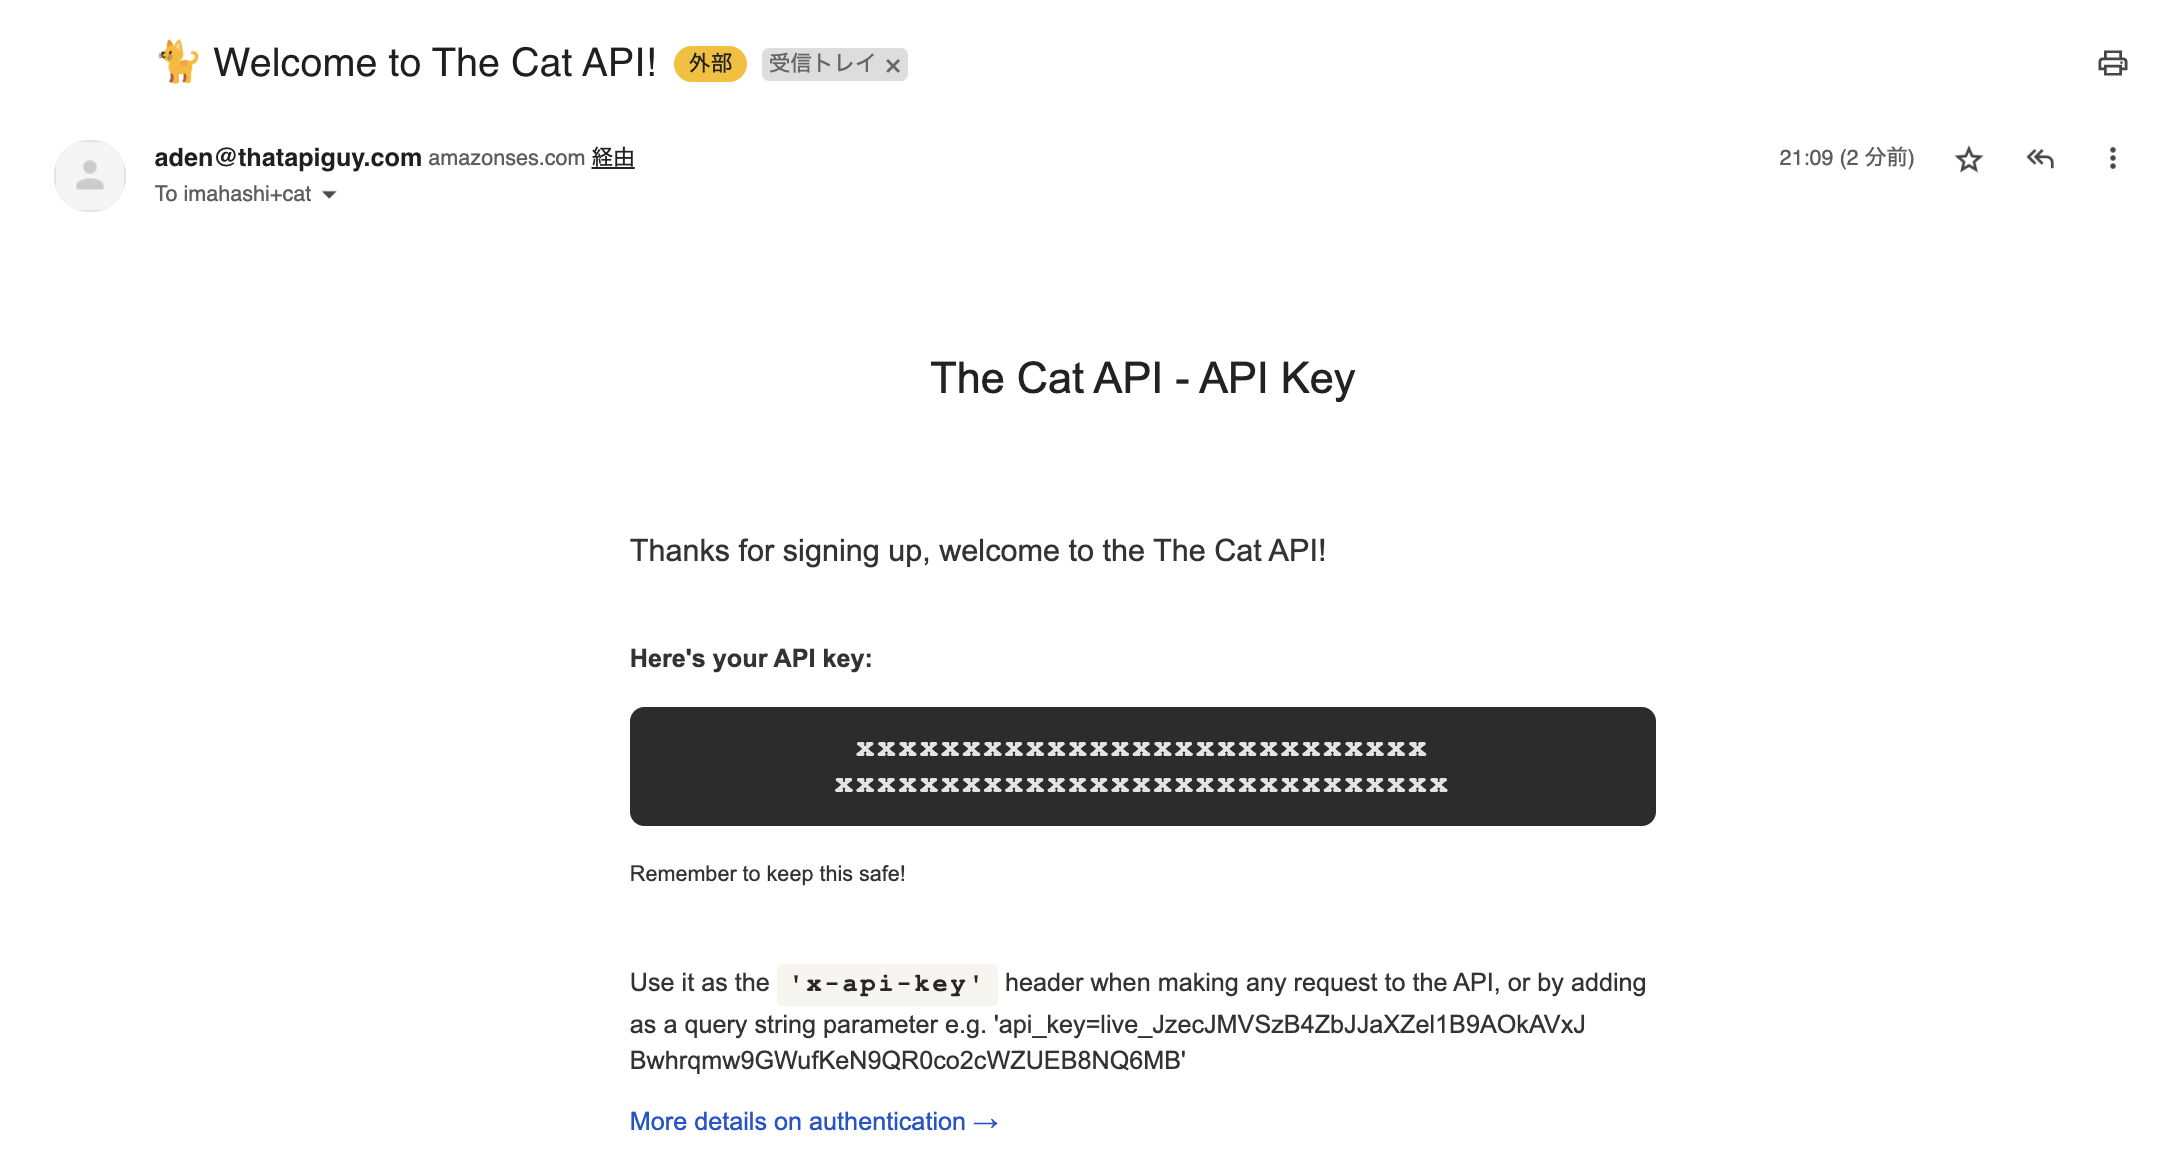 Welcome to The Cat API! 外部 受信トレイ ×
aden@thatapiguy.com amazonses.com 経由
21:09 (2 分前)
To imahashi+cat
The Cat API - API Key
Thanks for signing up, welcome to the The Cat API!
Here's your API key:
xxxxxxxxxxxxxxxxxxxxxxxxxxx
xxxxxxxxxxxxxxxxxxxxxxxxxxxxx
Remember to keep this safe!
Use it as the 'x-api-key' header when making any request to the API, or by adding
as a query string parameter e.g. 'api_key=live_JzecJMVSzB4ZbJJaXZel1B9AOkAVxJ
Bwhrqmw9GWufKeN9QR0co2cWZUEB8NQ6MB'
More details on authentication →